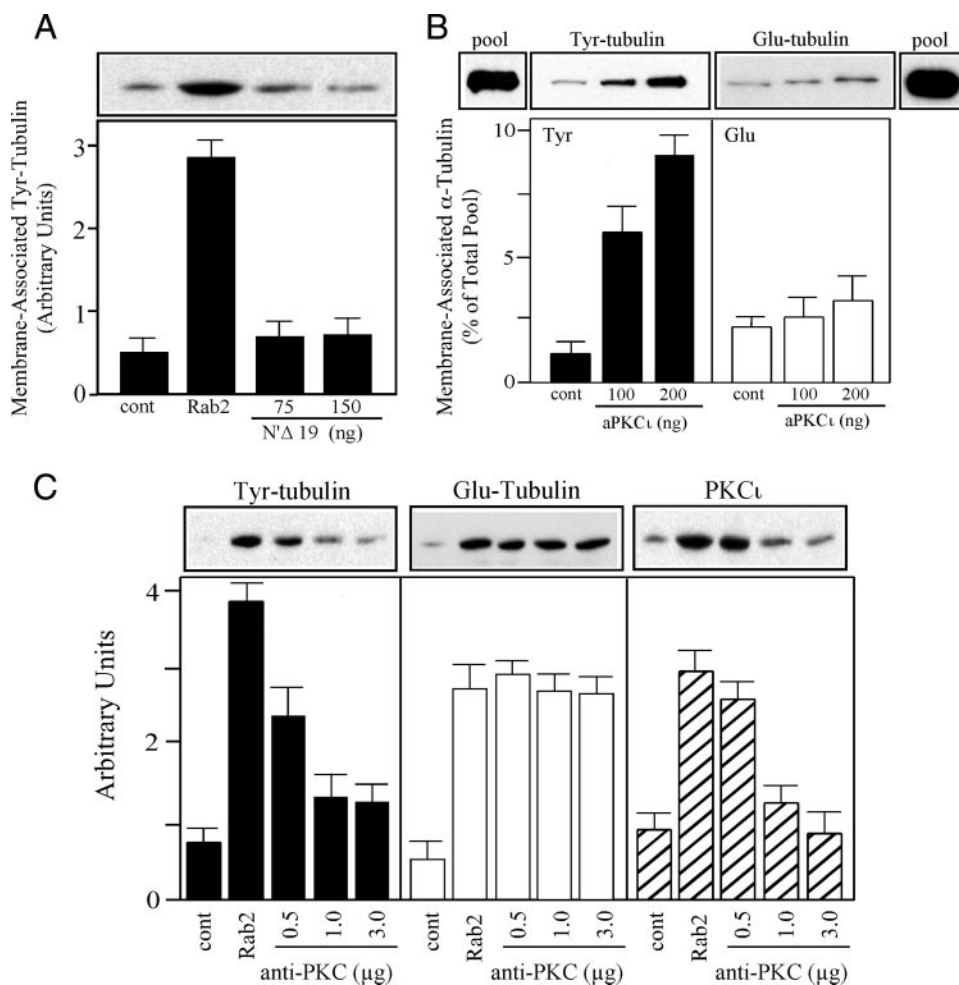 A
Membrane-Associated Tyr-Tubulin
(Arbitrary Units)
3
2
1
0
cont
Rab2
75
150
N'Δ 19 (ng)
B
pool
Tyr-tubulin
Glu-tubulin
pool
Membrane-Associated α-Tubulin
(% of Total Pool)
10
5
0
Tyr
Glu
cont
100
200
aPKCι (ng)
cont
100
200
aPKCι (ng)
C
Tyr-tubulin
Glu-Tubulin
PKCι
Arbitrary Units
4
2
0
cont
Rab2
0.5
1.0
3.0
anti-PKC (µg)
cont
Rab2
0.5
1.0
3.0
anti-PKC (µg)
cont
Rab2
0.5
1.0
3.0
anti-PKC (µg)